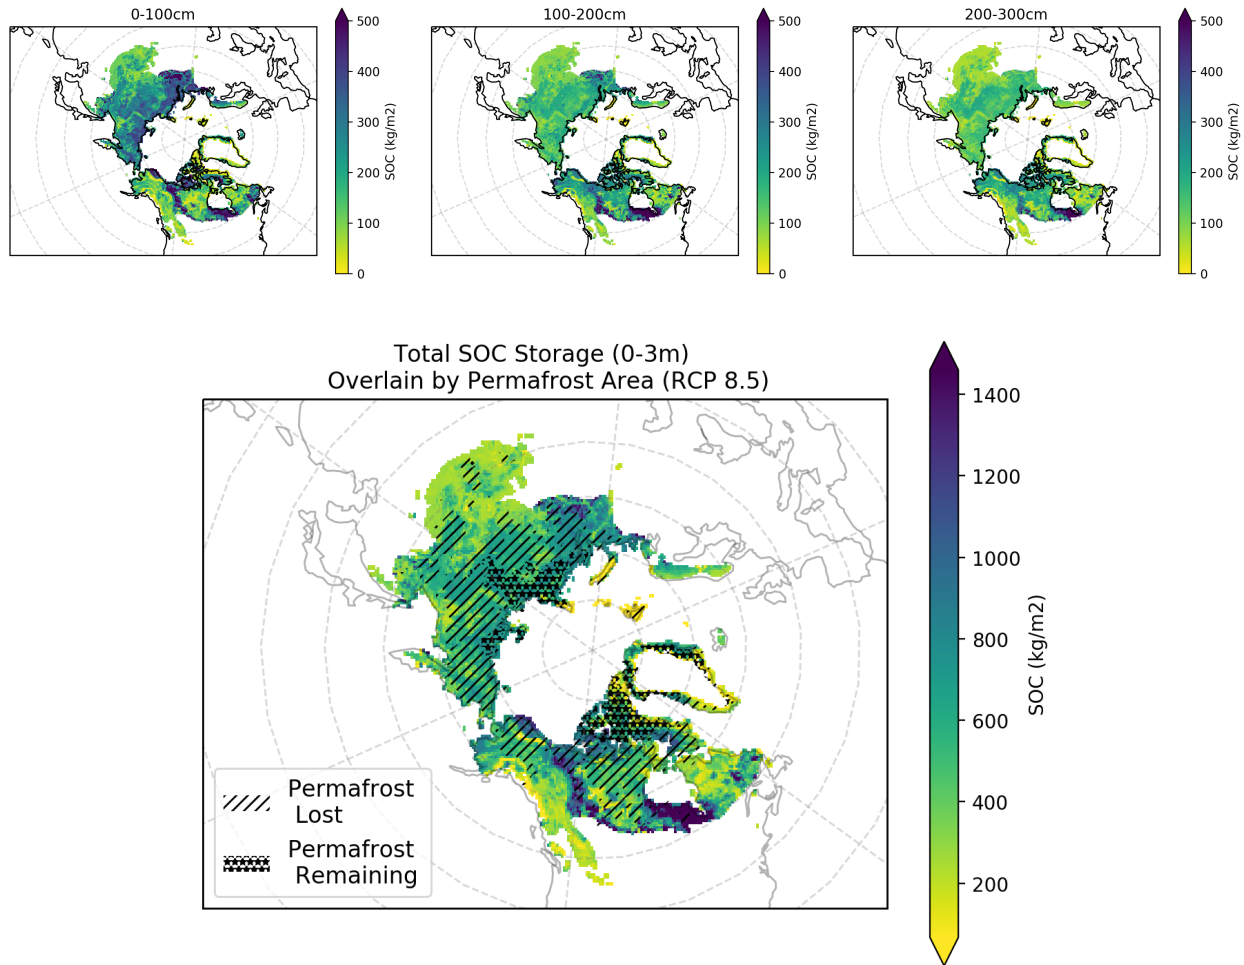 0-100cm
500
400
300
200
100
0
SOC (kg/m2)
100-200cm
500
400
300
200
100
0
SOC (kg/m2)
200-300cm
500
400
300
200
100
0
SOC (kg/m2)
Total SOC Storage (0-3m)
Overlain by Permafrost Area (RCP 8.5)
Permafrost
Lost
Permafrost
Remaining
1400
1200
1000
800
600
400
200
SOC (kg/m2)